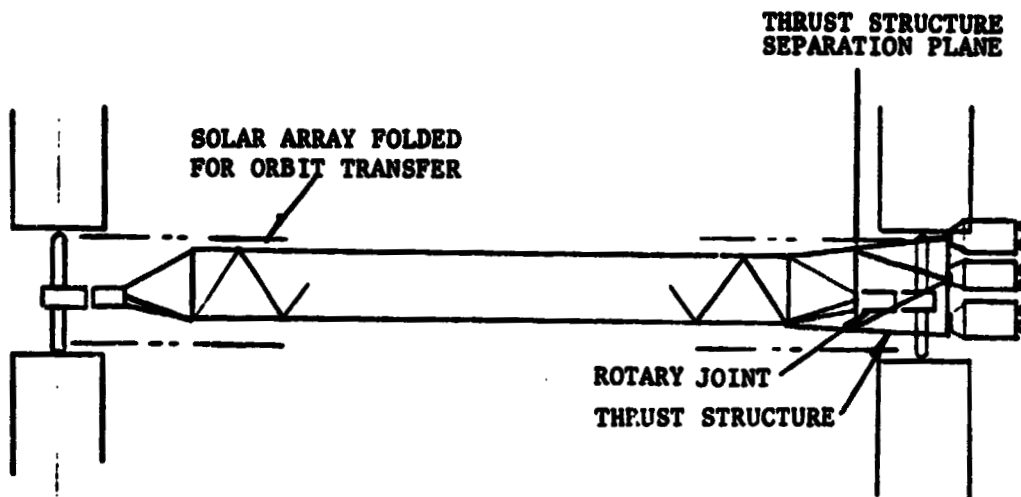 THRUST STRUCTURE
SEPARATION PLANE
SOLAR ARRAY FOLDED
FOR ORBIT TRANSFER
ROTARY JOINT
THRUST STRUCTURE